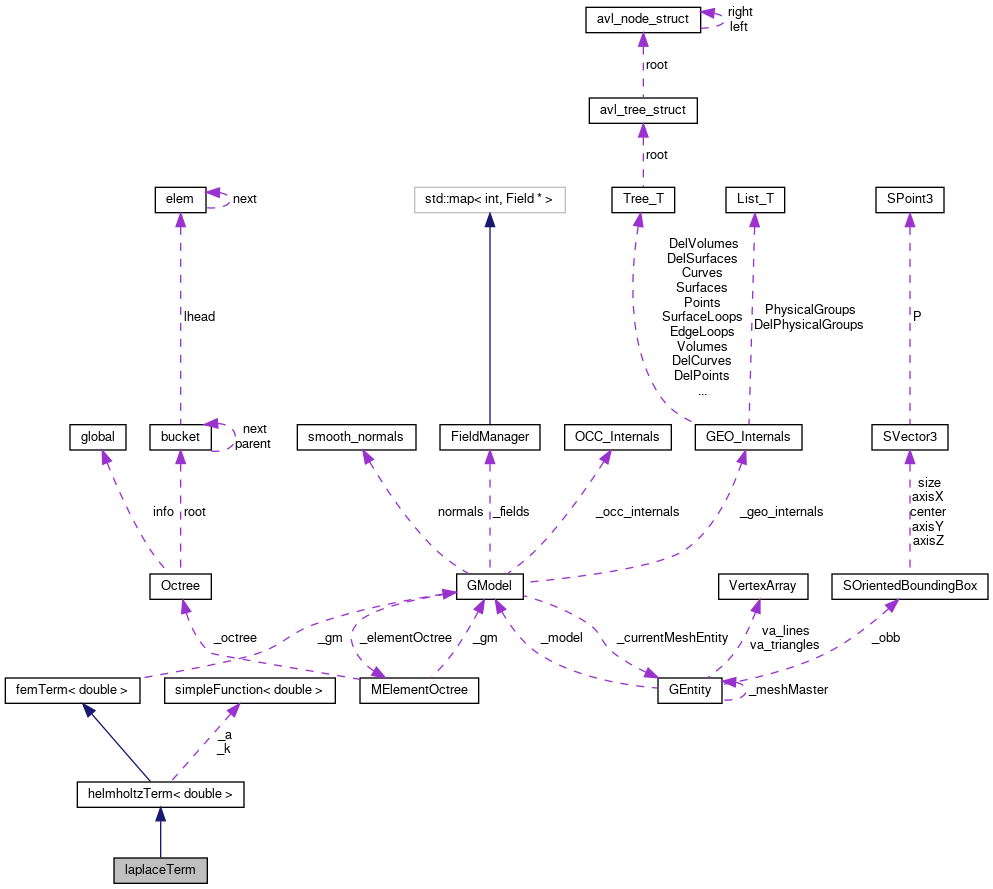 avl_node_struct
right
left
root
avl_tree_struct
root
elem
next
std::map< int, Field * >
Tree_T
List_T
SPoint3
DelVolumes
DelSurfaces
Curves
Surfaces
Points
SurfaceLoops
EdgeLoops
Volumes
DelCurves
DelPoints
...
lhead
PhysicalGroups
DelPhysicalGroups
P
global
bucket
next
parent
smooth_normals
FieldManager
OCC_Internals
GEO_Internals
SVector3
info
root
normals
_fields
_occ_internals
_geo_internals
size
axisX
center
axisY
axisZ
Octree
GModel
VertexArray
SOrientedBoundingBox
_octree
_gm
_elementOctree
_gm
_model
_currentMeshEntity
va_lines
va_triangles
_obb
femTerm< double >
simpleFunction< double >
MElementOctree
GEntity
_meshMaster
_a
_k
helmholtzTerm< double >
laplaceTerm